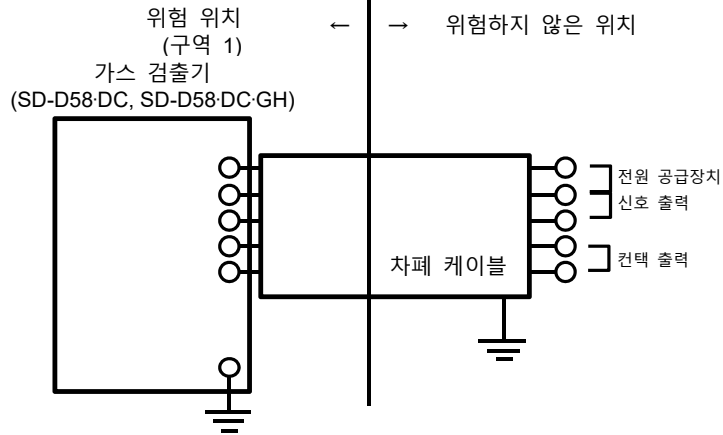 위험 위치
(구역 1)
← → 위험하지 않은 위치
가스 검출기
(SD-D58·DC, SD-D58·DC·GH)
전원 공급장치
신호 출력
차폐 케이블
컨택 출력